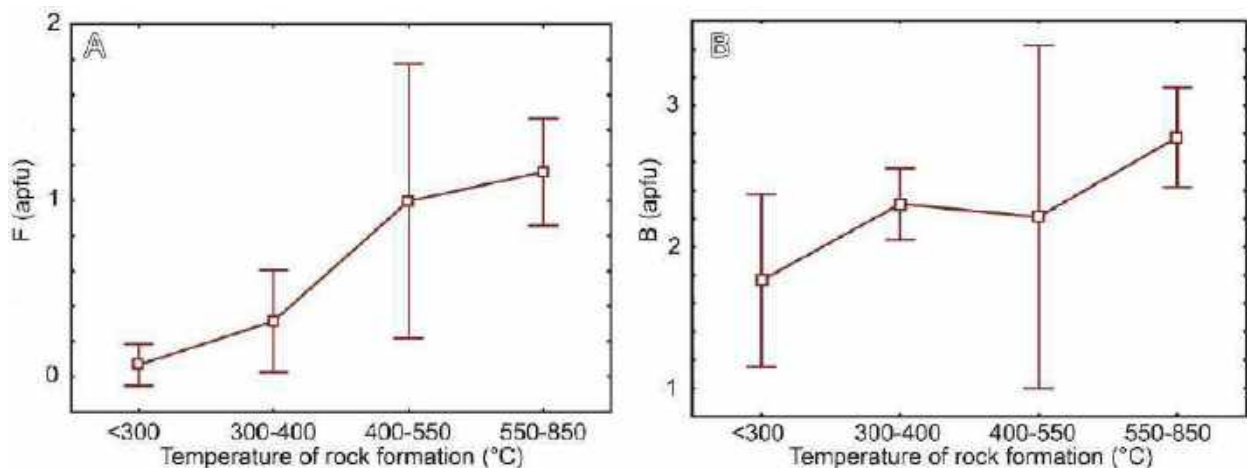 A
2
1
0
F (apfu)
<300
300-400
400-550
550-850
Temperature of rock formation (°C)
B
3
2
1
B (apfu)
<300
300-400
400-550
550-850
Temperature of rock formation (°C)